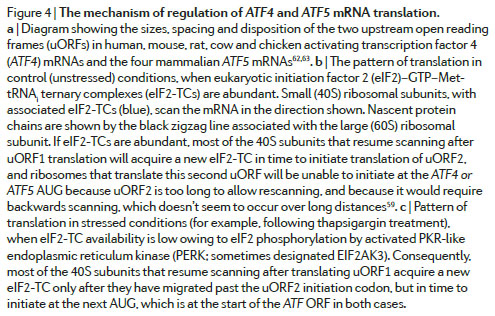 Figure 4 | The mechanism of regulation of ATF4 and ATF5 mRNA translation.
a | Diagram showing the sizes, spacing and disposition of the two upstream open reading
frames (uORFs) in human, mouse, rat, cow and chicken activating transcription factor 4
(ATF4) mRNAs and the four mammalian ATF5 mRNAs62,63. b | The pattern of translation in
control (unstressed) conditions, when eukaryotic initiation factor 2 (eIF2)–GTP–Met-
tRNAi ternary complexes (eIF2-TCs) are abundant. Small (40S) ribosomal subunits, with
associated eIF2-TCs (blue), scan the mRNA in the direction shown. Nascent protein
chains are shown by the black zigzag line associated with the large (60S) ribosomal
subunit. If eIF2-TCs are abundant, most of the 40S subunits that resume scanning after
uORF1 translation will acquire a new eIF2-TC in time to initiate translation of uORF2,
and ribosomes that translate this second uORF will be unable to initiate at the ATF4 or
ATF5 AUG because uORF2 is too long to allow rescanning, and because it would require
backwards scanning, which doesn't seem to occur over long distances59. c | Pattern of
translation in stressed conditions (for example, following thapsigargin treatment),
when eIF2-TC availability is low owing to eIF2 phosphorylation by activated PKR-like
endoplasmic reticulum kinase (PERK; sometimes designated EIF2AK3). Consequently,
most of the 40S subunits that resume scanning after translating uORF1 acquire a new
eIF2-TC only after they have migrated past the uORF2 initiation codon, but in time to
initiate at the next AUG, which is at the start of the ATF ORF in both cases.